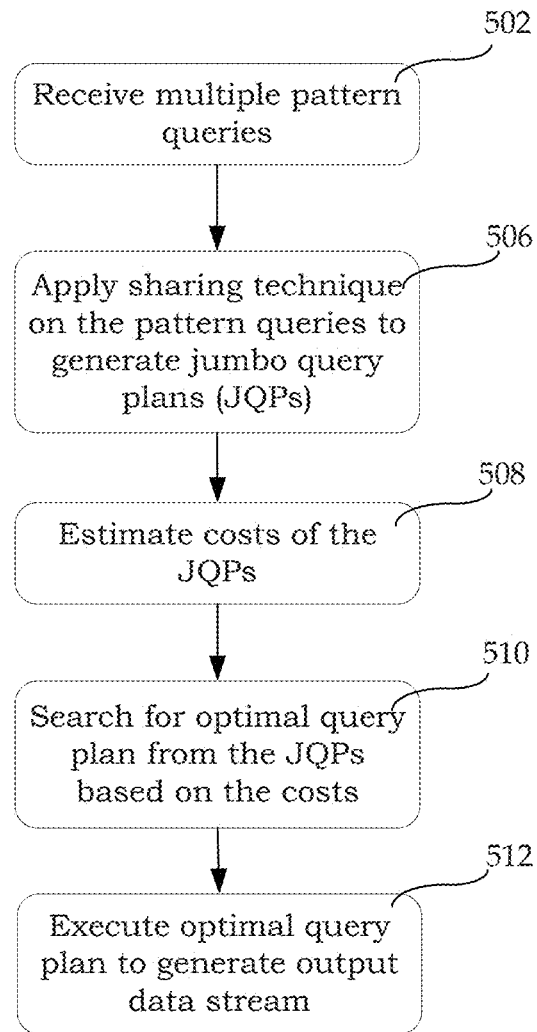 502
Receive multiple pattern
queries
506
Apply sharing technique
on the pattern queries to
generate jumbo query
plans (JQPs)
508
Estimate costs of the
JQPs
510
Search for optimal query
plan from the JQPs
based on the costs
512
Execute optimal query
plan to generate output
data stream